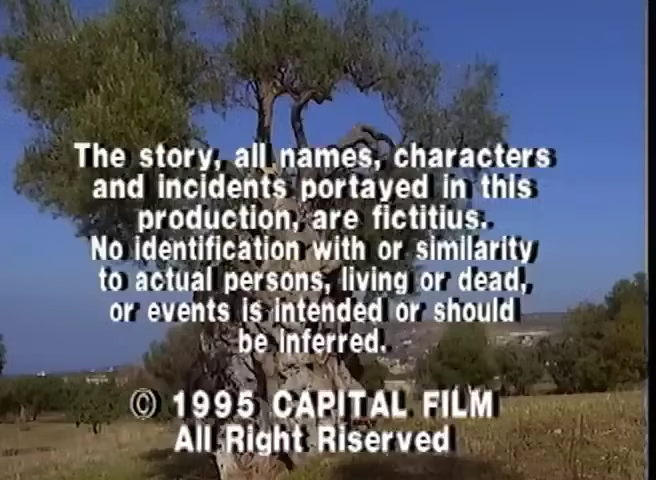 The story, all names, characters
and incidents portayed in this
production, are fictitius.
No identification with or similarity
to actual persons, living or dead,
or events is intended or should
be Inferred.
© 1995 CAPITAL FILM
All Right Riserved